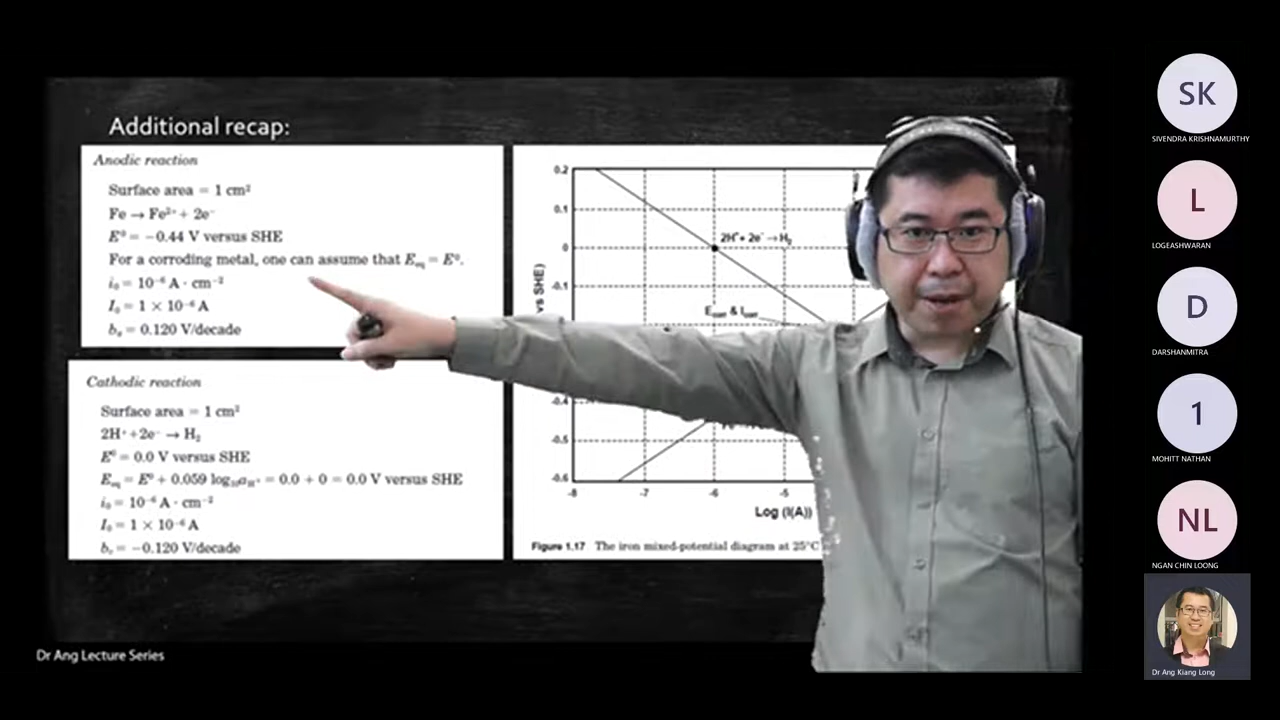 Additional recap:
Anodic reaction
Surface area = 1 cm²
Fe → Fe²⁺ + 2e⁻
E⁰ = −0.44 V versus SHE
For a corroding metal, one can assume that E_eq = E⁰.
i₀ = 10⁻⁶ A · cm⁻²
I₀ = 1 × 10⁻⁶ A
bₐ = 0.120 V/decade
Cathodic reaction
Surface area = 1 cm²
2H⁺ + 2e⁻ → H₂
E⁰ = 0.0 V versus SHE
E_eq = E⁰ + 0.059 log₁₀a_H⁺ = 0.0 + 0 = 0.0 V versus SHE
i₀ = 10⁻⁶ A · cm⁻²
I₀ = 1 × 10⁻⁶ A
b_c = −0.120 V/decade
0.2
0.1
0
-0.1
-0.4
-0.5
-0.6
vs SHE)
2H⁺ + 2e⁻ → H₂
E_corr & I_corr
-8
-7
-6
-5
Log (I(A))
Figure 1.17 The iron mixed-potential diagram at 25°C
Dr Ang Lecture Series
SK
SIVENDRA KRISHNAMURTHY
L
LOGEASHWARAN
D
DARSHANMITRA
1
MOHITT NATHAN
NL
NGAN CHIN LOONG
Dr Ang Kiang Long